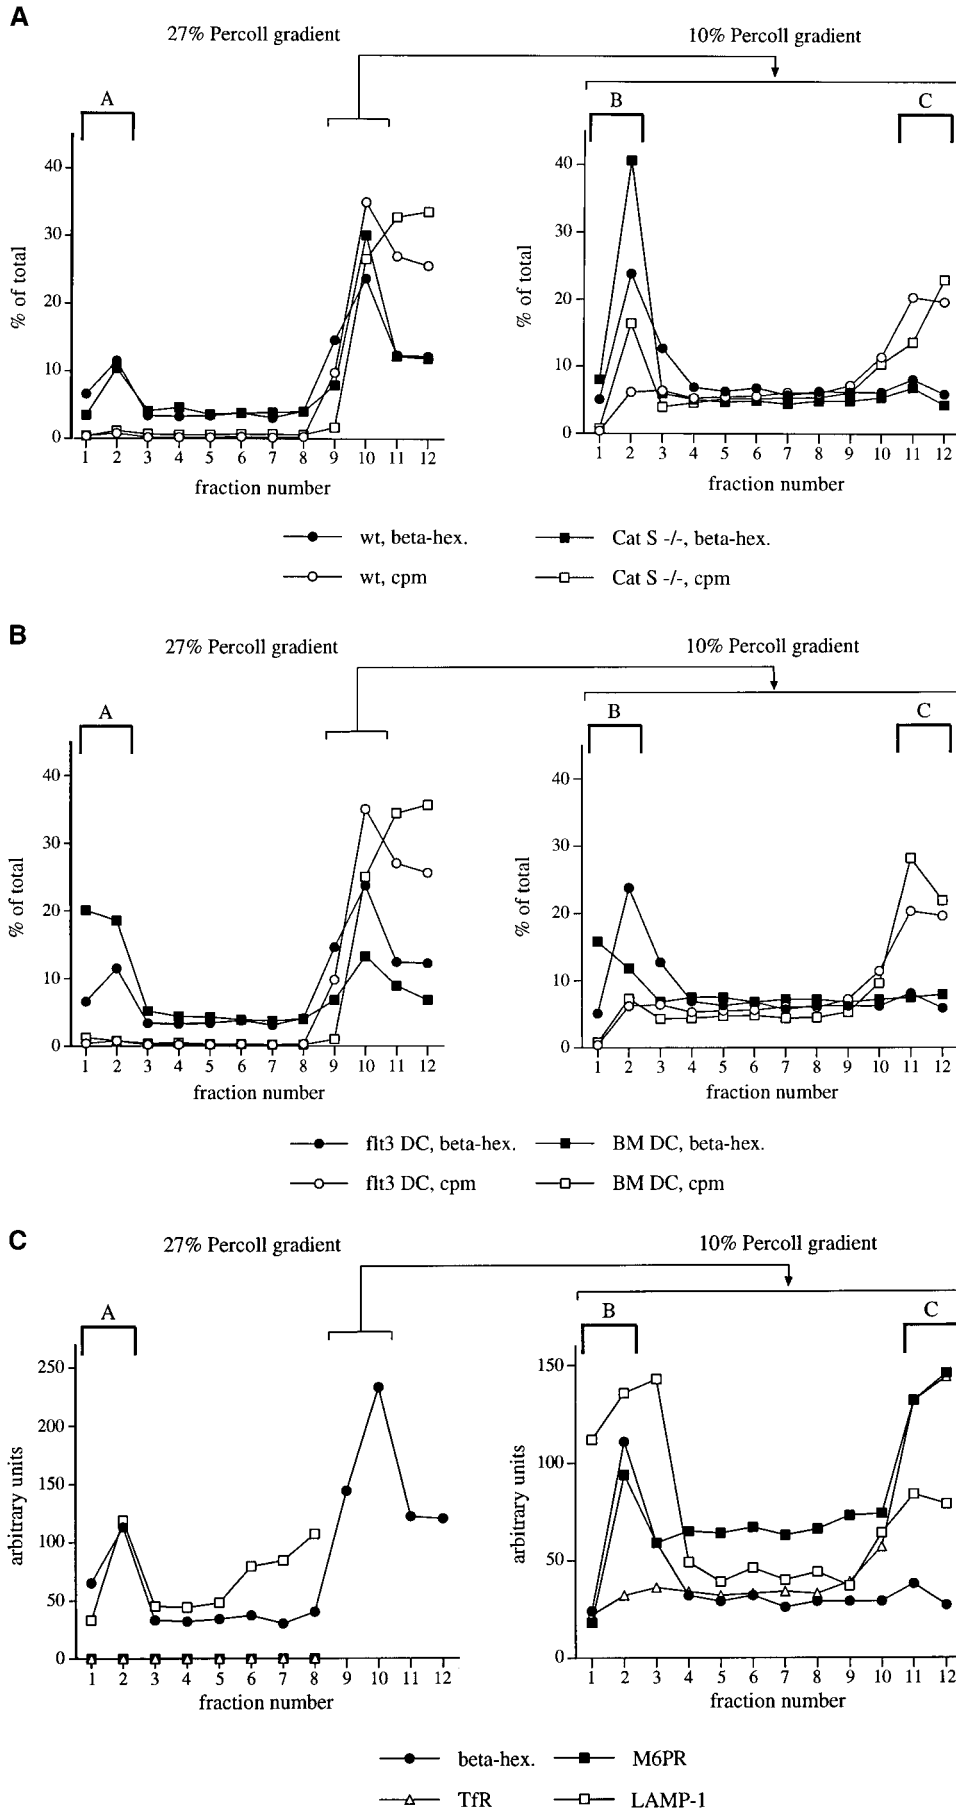 A
27% Percoll gradient
10% Percoll gradient
A
B
C
40
30
20
10
0
% of total
1 2 3 4 5 6 7 8 9 10 11 12
fraction number
40
30
20
10
0
% of total
1 2 3 4 5 6 7 8 9 10 11 12
fraction number
wt, beta-hex.
Cat S -/-, beta-hex.
wt, cpm
Cat S -/-, cpm
B
27% Percoll gradient
10% Percoll gradient
A
B
C
40
30
20
10
0
% of total
1 2 3 4 5 6 7 8 9 10 11 12
fraction number
40
30
20
10
0
% of total
1 2 3 4 5 6 7 8 9 10 11 12
fraction number
flt3 DC, beta-hex.
BM DC, beta-hex.
flt3 DC, cpm
BM DC, cpm
C
27% Percoll gradient
10% Percoll gradient
A
B
C
250
200
150
100
50
0
arbitrary units
1 2 3 4 5 6 7 8 9 10 11 12
fraction number
150
100
50
0
arbitrary units
1 2 3 4 5 6 7 8 9 10 11 12
fraction number
beta-hex.
M6PR
TfR
LAMP-1